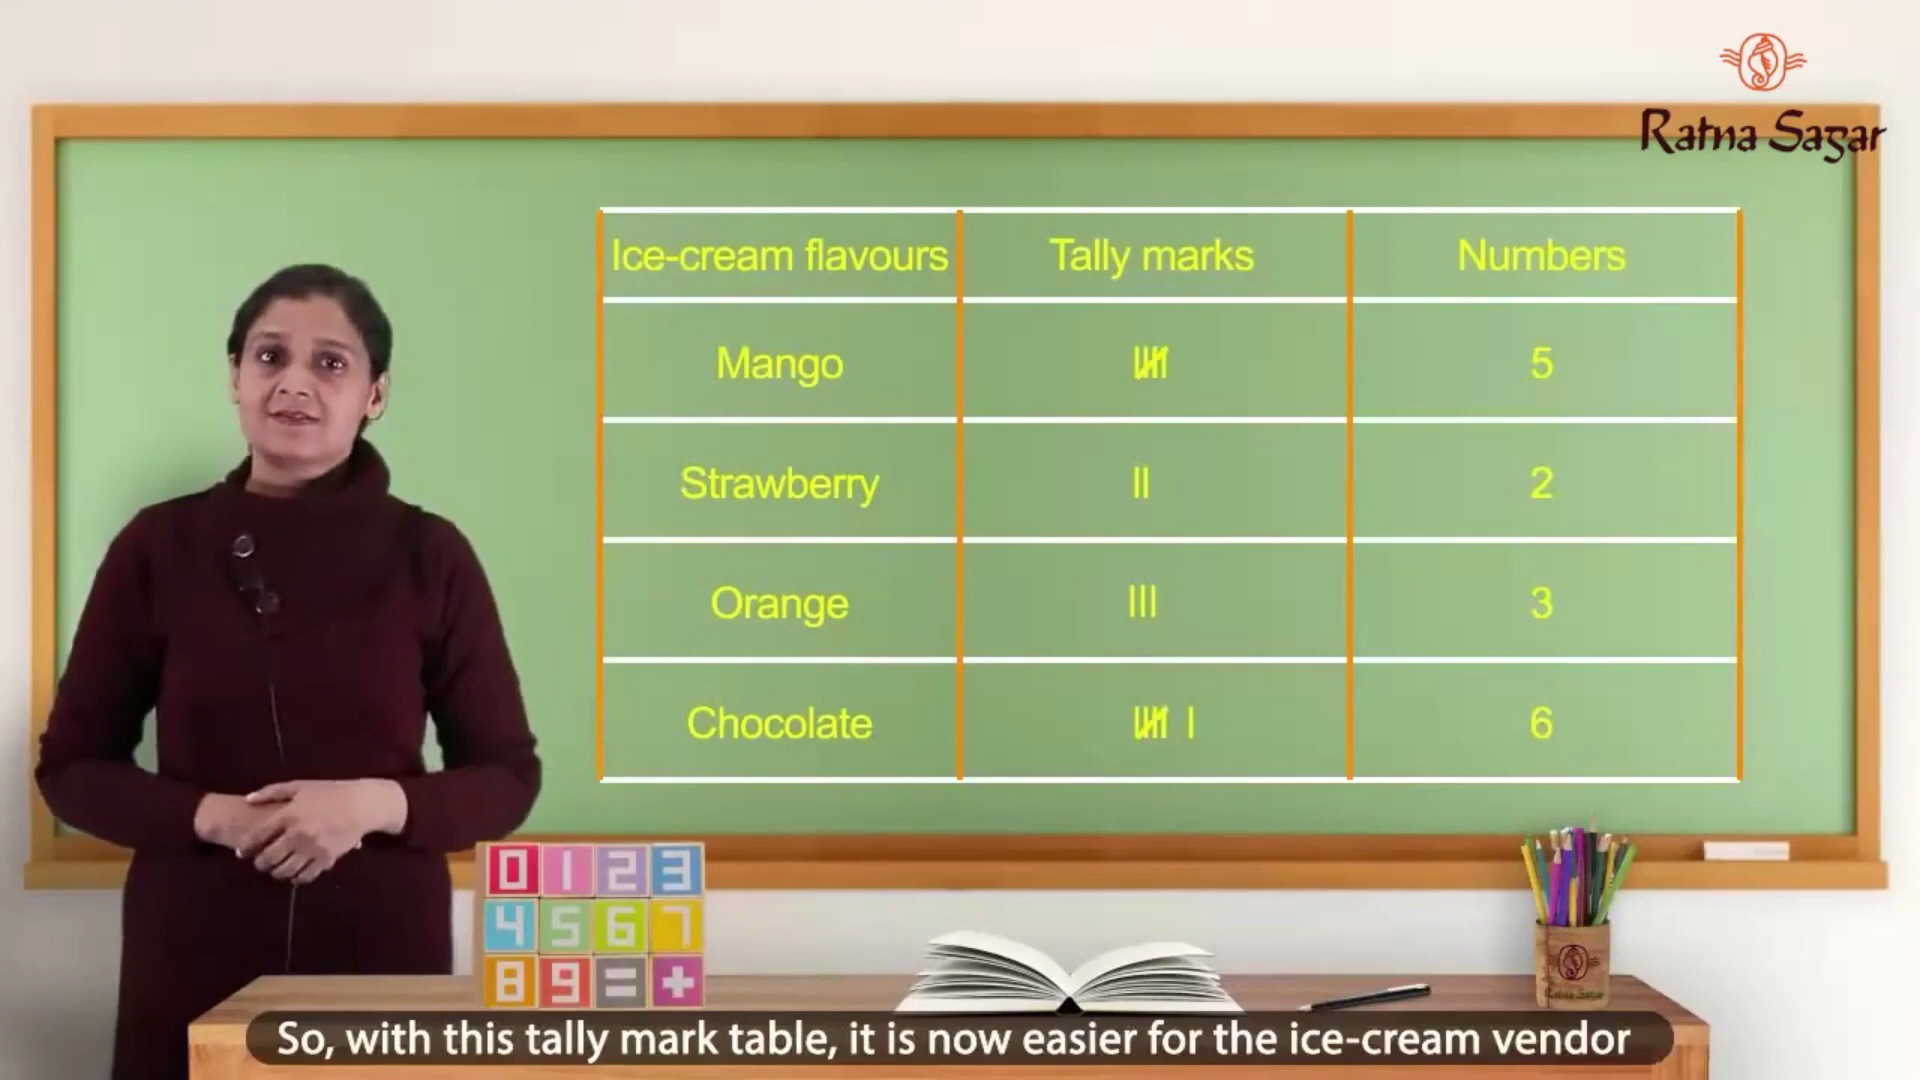 Ratna Sagar
Ice-cream flavours Tally marks Numbers
Mango 𝍸 5
Strawberry II 2
Orange III 3
Chocolate 𝍸 I 6
0 1 2 3
4 5 6 7
8 9 = +
Ratna Sagar
So, with this tally mark table, it is now easier for the ice-cream vendor